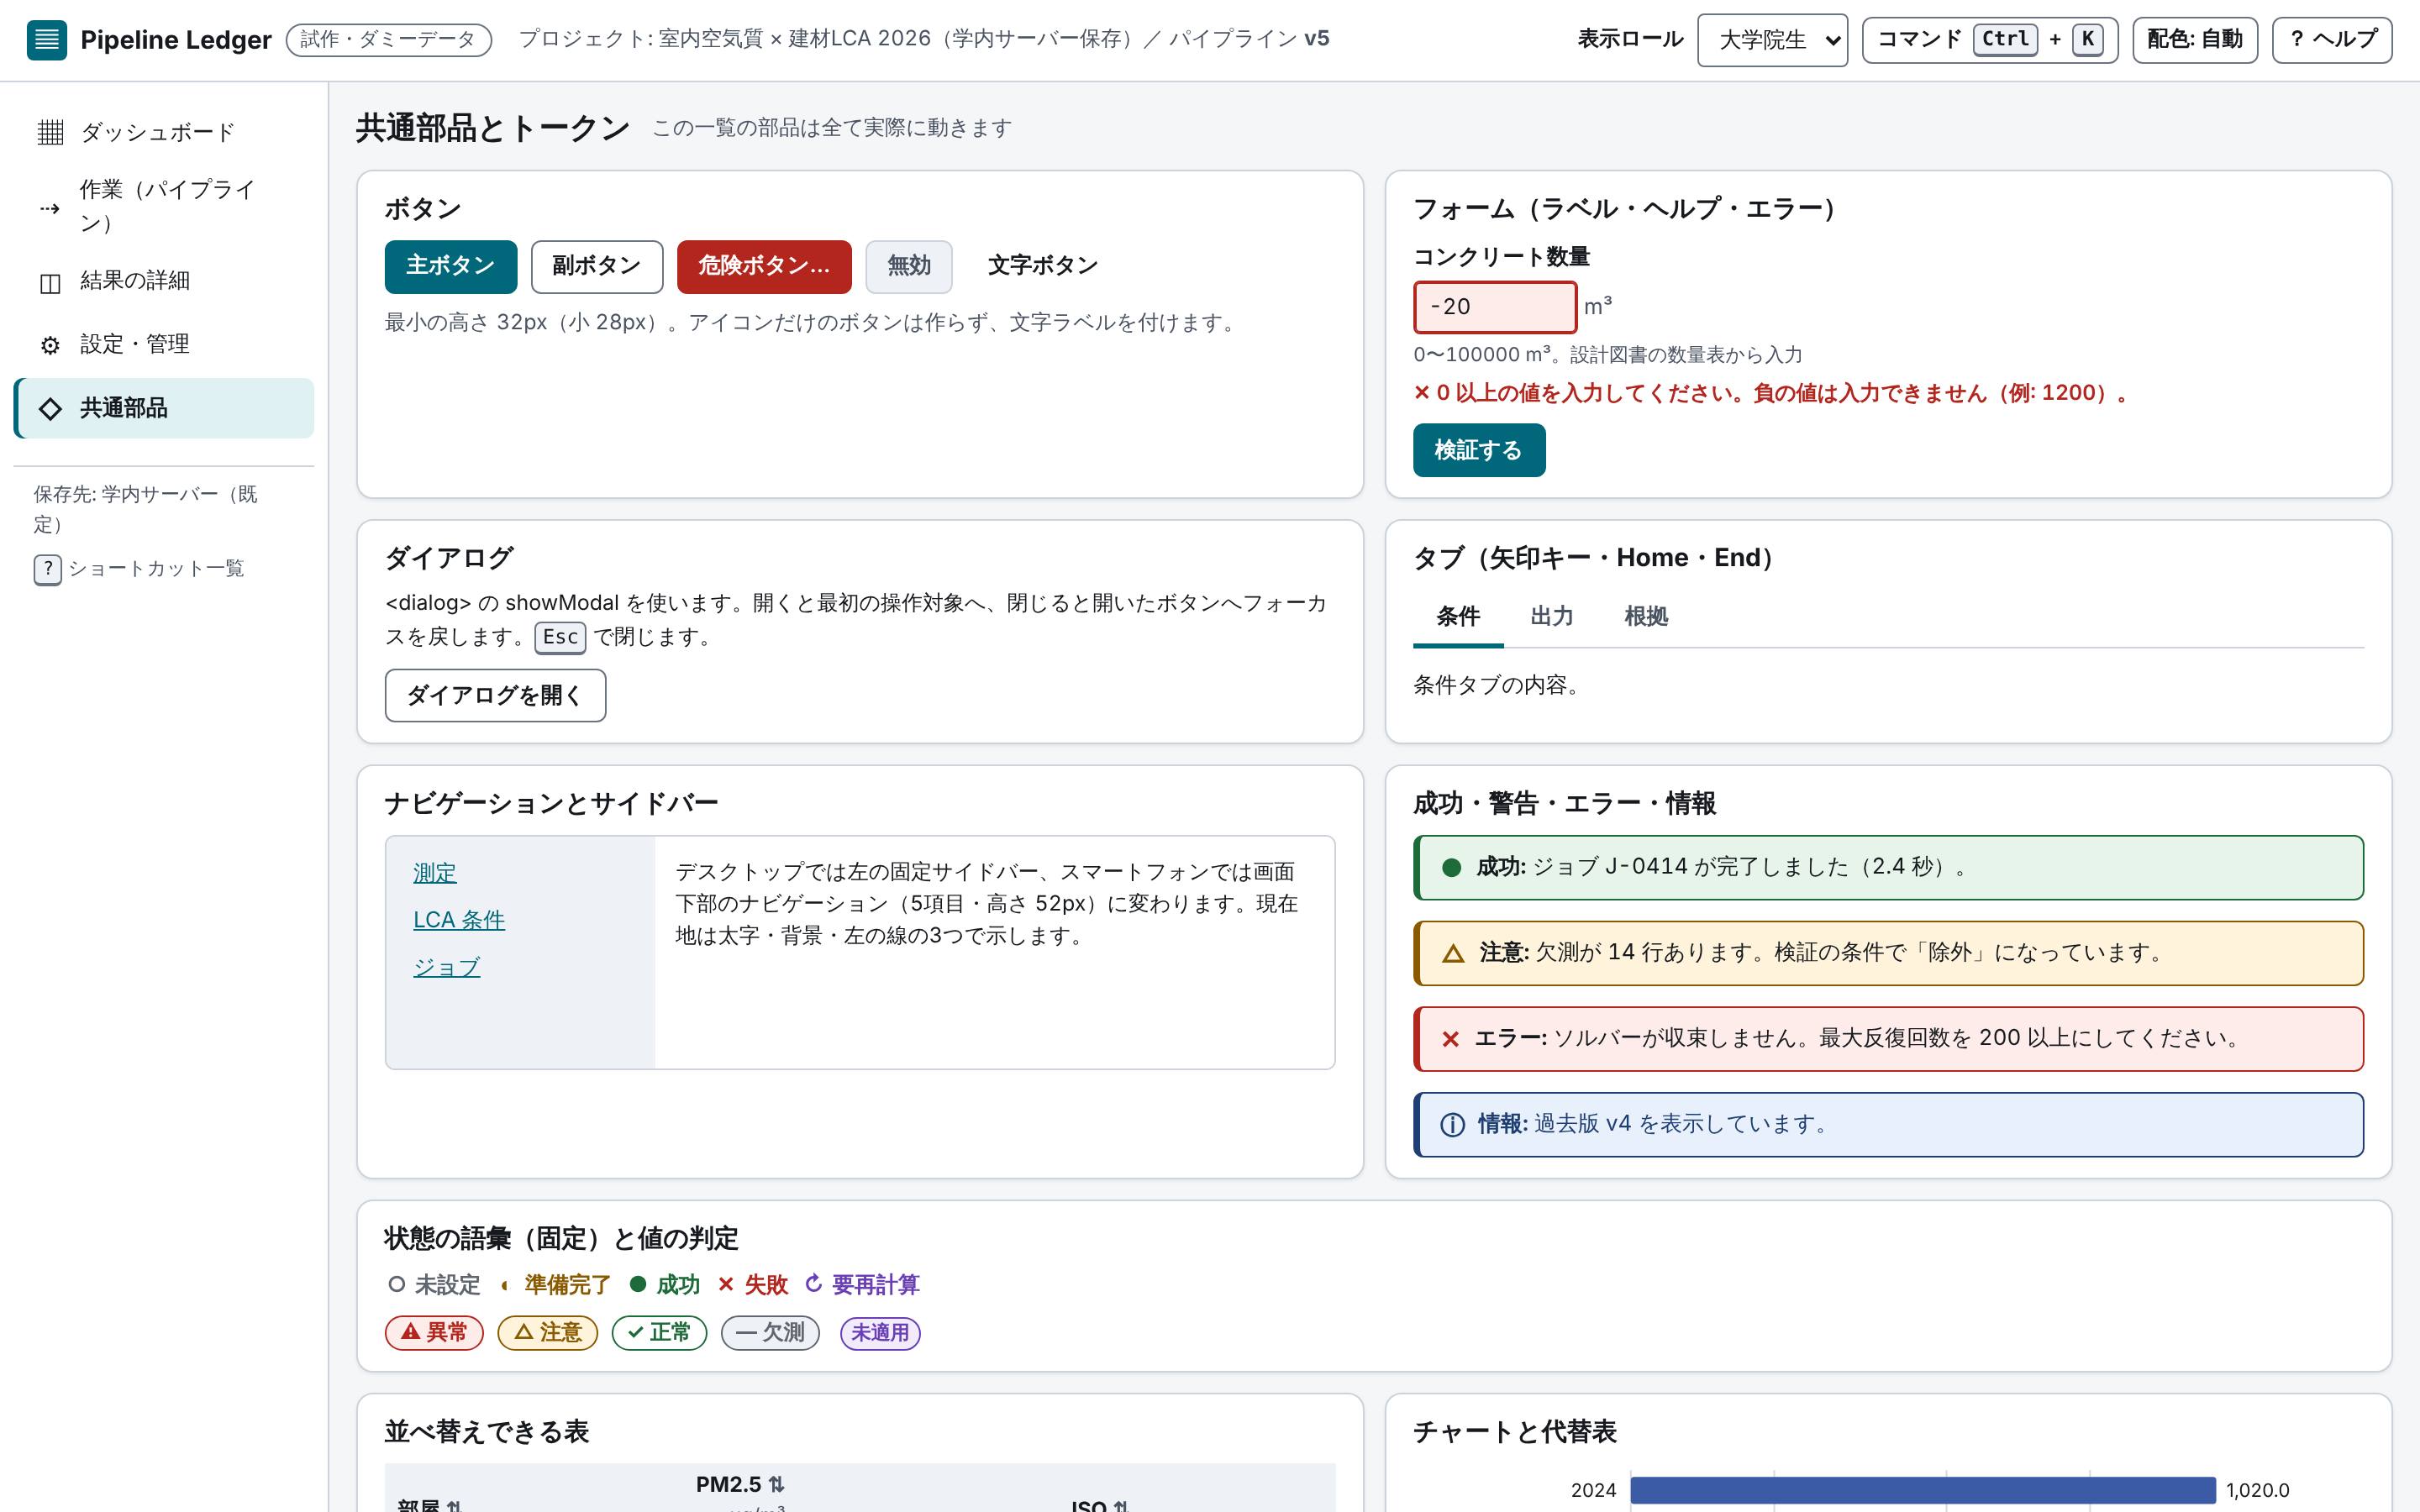 Pipeline Ledger
試作・ダミーデータ
プロジェクト: 室内空気質 × 建材LCA 2026（学内サーバー保存）／ パイプライン v5
表示ロール
大学院生
コマンド Ctrl + K
配色: 自動
? ヘルプ
ダッシュボード
作業（パイプライ
ン）
結果の詳細
設定・管理
共通部品
保存先: 学内サーバー（既
定）
? ショートカット一覧
共通部品とトークン
この一覧の部品は全て実際に動きます
ボタン
主ボタン
副ボタン
危険ボタン…
無効
文字ボタン
最小の高さ 32px（小 28px）。アイコンだけのボタンは作らず、文字ラベルを付けます。
フォーム（ラベル・ヘルプ・エラー）
コンクリート数量
-20 m³
0〜100000 m³。設計図書の数量表から入力
✕ 0 以上の値を入力してください。負の値は入力できません（例: 1200）。
検証する
ダイアログ
<dialog> の showModal を使います。開くと最初の操作対象へ、閉じると開いたボタンへフォーカ
スを戻します。 Esc で閉じます。
ダイアログを開く
タブ（矢印キー・Home・End）
条件
出力
根拠
条件タブの内容。
ナビゲーションとサイドバー
測定
LCA 条件
ジョブ
デスクトップでは左の固定サイドバー、スマートフォンでは画面
下部のナビゲーション（5項目・高さ 52px）に変わります。現在
地は太字・背景・左の線の3つで示します。
成功・警告・エラー・情報
● 成功: ジョブ J-0414 が完了しました（2.4 秒）。
△ 注意: 欠測が 14 行あります。検証の条件で「除外」になっています。
✕ エラー: ソルバーが収束しません。最大反復回数を 200 以上にしてください。
ⓘ 情報: 過去版 v4 を表示しています。
状態の語彙（固定）と値の判定
○ 未設定 ◖ 準備完了 ● 成功 ✕ 失敗 ↻ 要再計算
▲ 異常 △ 注意 ✓ 正常 — 欠測 未適用
並べ替えできる表
部屋 ⇅
PM2.5 ⇅
µg/m³
ISO ⇅
チャートと代替表
2024
1,020.0